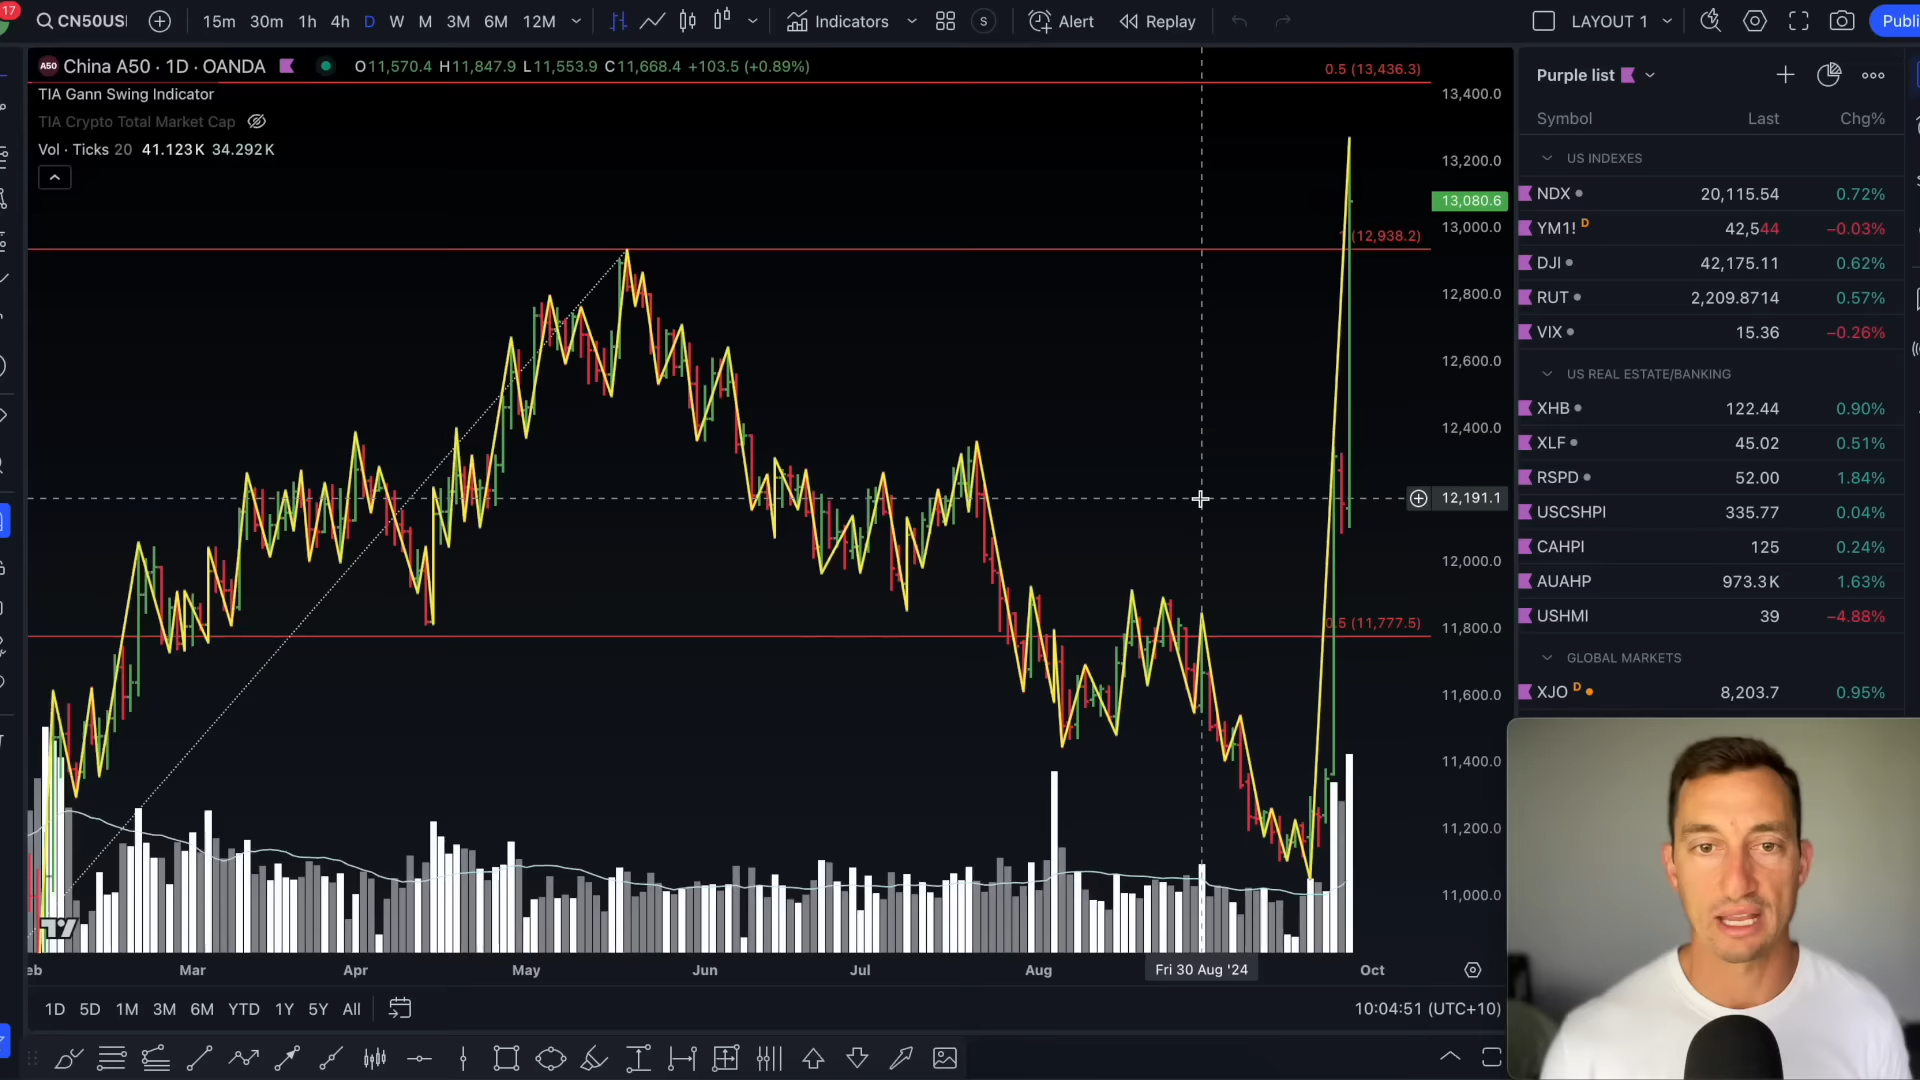 17
CN50US
15m 30m 1h 4h D W M 3M 6M 12M
Indicators
S
Alert
Replay
LAYOUT 1
Publi
A50 China A50 · 1D · OANDA
O11,570.4 H11,847.9 L11,553.9 C11,668.4 +103.5 (+0.89%)
TIA Gann Swing Indicator
TIA Crypto Total Market Cap
Vol · Ticks 20 41.123K 34.292K
0.5 (13,436.3)
(12,938.2)
0.5 (11,777.5)
13,400.0
13,200.0
13,080.6
13,000.0
12,800.0
12,600.0
12,400.0
12,191.1
12,000.0
11,800.0
11,600.0
11,400.0
11,200.0
11,000.0
eb Mar Apr May Jun Jul Aug Fri 30 Aug '24 Oct
1D 5D 1M 3M 6M YTD 1Y 5Y All
10:04:51 (UTC+10)
Purple list
Symbol Last Chg%
US INDEXES
NDX 20,115.54 0.72%
YM1! D 42,544 −0.03%
DJI 42,175.11 0.62%
RUT 2,209.8714 0.57%
VIX 15.36 −0.26%
US REAL ESTATE/BANKING
XHB 122.44 0.90%
XLF 45.02 0.51%
RSPD 52.00 1.84%
USCSHPI 335.77 0.04%
CAHPI 125 0.24%
AUAHP 973.3K 1.63%
USHMI 39 −4.88%
GLOBAL MARKETS
XJO D 8,203.7 0.95%